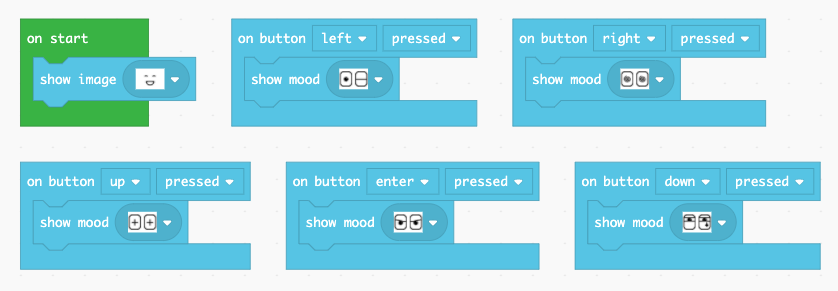 on start
show image
on button left pressed
show mood
on button right pressed
show mood
on button up pressed
show mood
on button enter pressed
show mood
on button down pressed
show mood